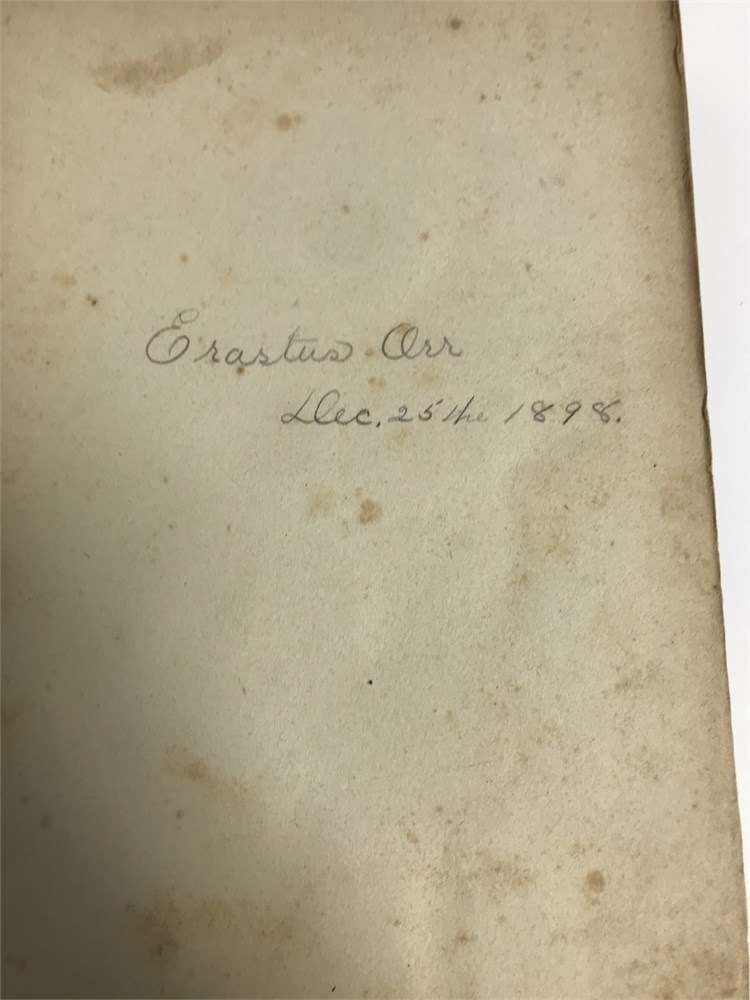 Erastus Orr
Dec. 25the 1898.